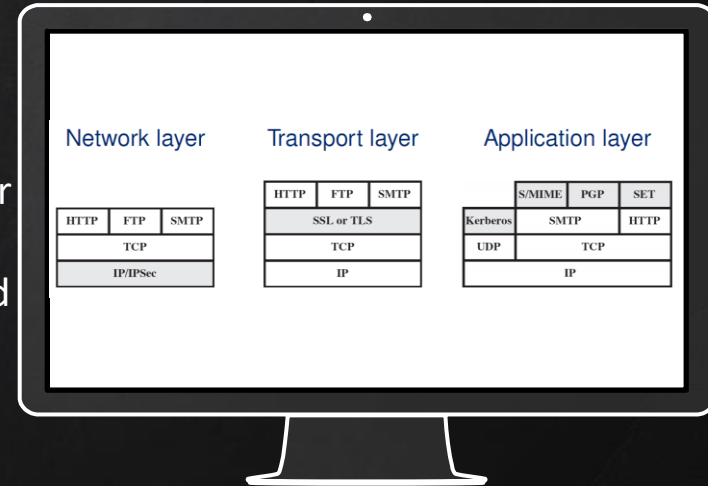 Network layer
Transport layer
Application layer
HTTP FTP SMTP
TCP
IP/IPSec
HTTP FTP SMTP
SSL or TLS
TCP
IP
S/MIME PGP SET
Kerberos SMTP HTTP
UDP TCP
IP